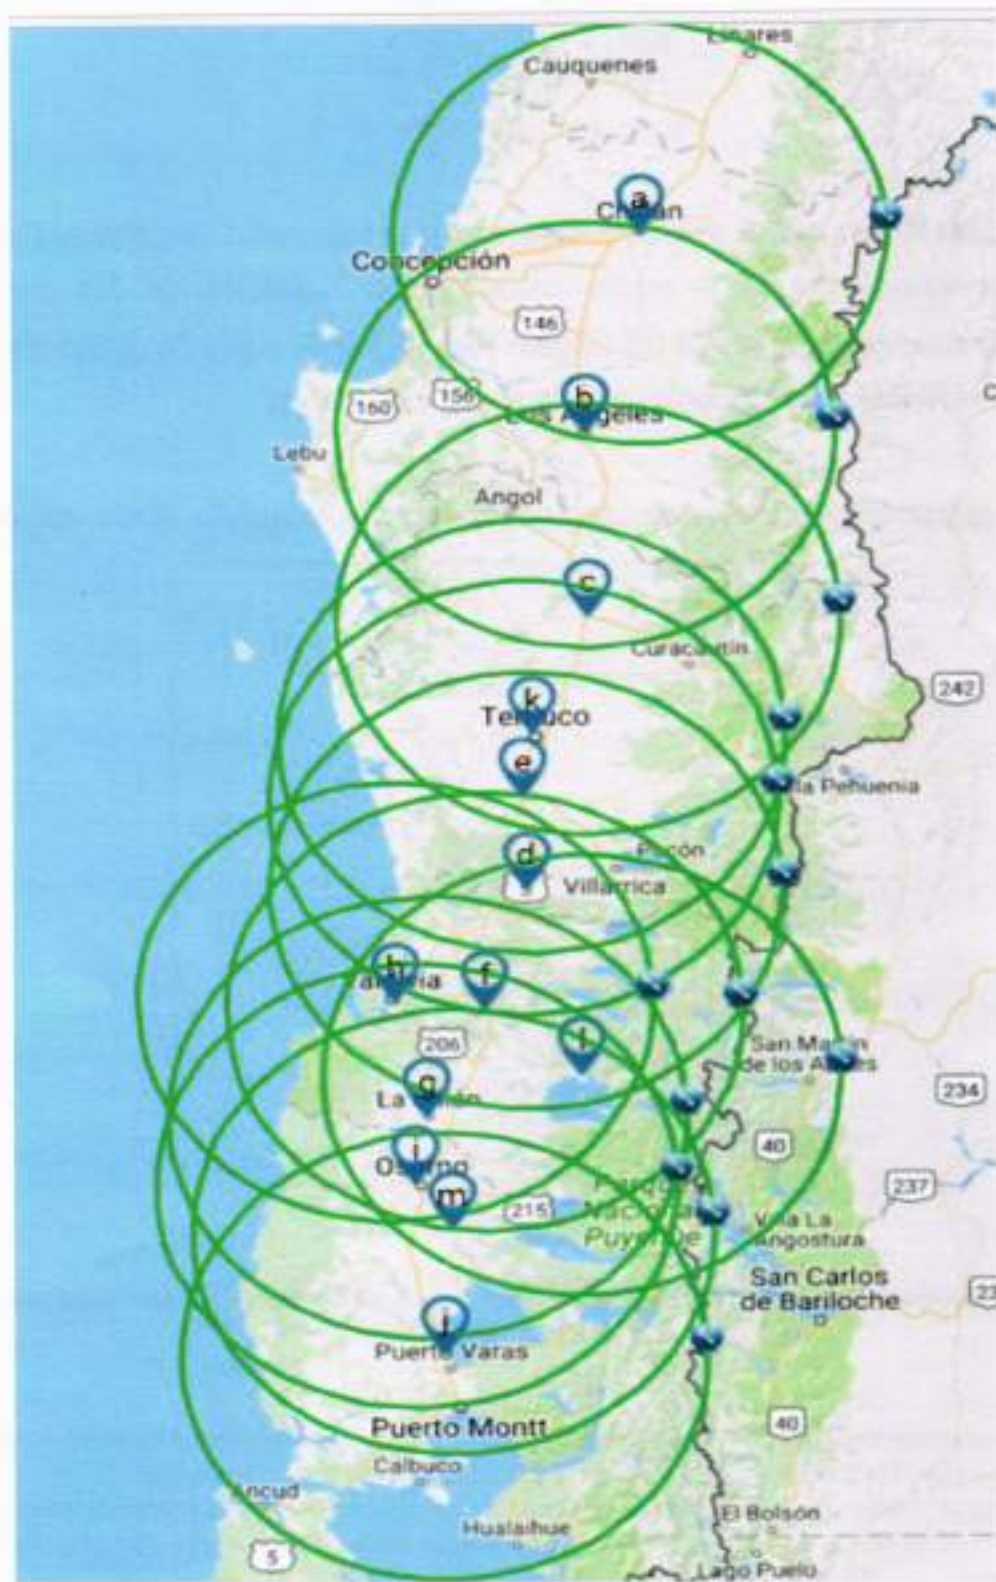 Linares
Cauquenes
a
Concepción
146
160
156
b
Los Angeles
Lebu
Angol
c
Curacautín
k
242
Temuco
e
Villa Pehuenia
d
Pucón
Villarrica
h
f
206
San Martín
de los Andes
g
234
La Unión
40
Osorno
m
215
Parque
Nacional
Puyehue
237
Villa La
Angostura
San Carlos
de Bariloche
Puerto Varas
Puerto Montt
40
Calbuco
Ancud
El Bolsón
Hualaihue
5
Lago Puelo